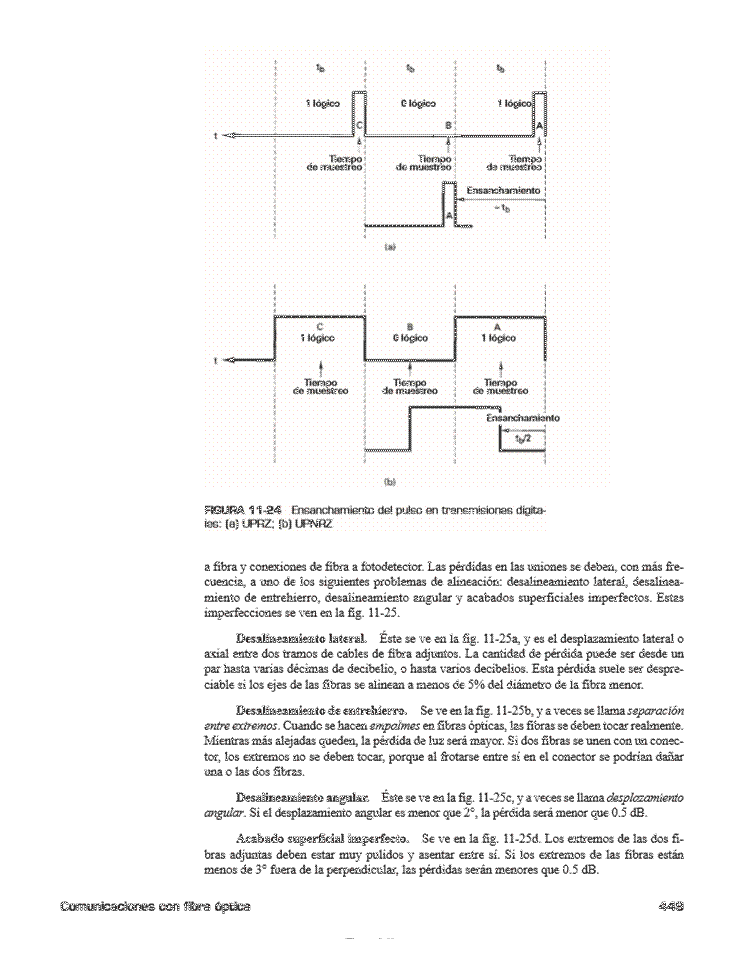 t_b t_b t_b
1 lógico 0 lógico 1 lógico
C B A
t
Tiempo de muestreo Tiempo de muestreo Tiempo de muestreo
Ensanchamiento
= t_b
A
(a)
C B A
1 lógico 0 lógico 1 lógico
t
Tiempo de muestreo Tiempo de muestreo Tiempo de muestreo
Ensanchamiento
t_b/2
(b)
FIGURA 11-24 Ensanchamiento del pulso en transmisiones digita-
les: (a) UPRZ; (b) UPNRZ
a fibra y conexiones de fibra a fotodetector. Las pérdidas en las uniones se deben, con más fre-
cuencia, a uno de los siguientes problemas de alineación: desalineamiento lateral, desalinea-
miento de entrehierro, desalineamiento angular y acabados superficiales imperfectos. Estas
imperfecciones se ven en la fig. 11-25.
Desalineamiento lateral. Éste se ve en la fig. 11-25a, y es el desplazamiento lateral o
axial entre dos tramos de cables de fibra adjuntos. La cantidad de pérdida puede ser desde un
par hasta varias décimas de decibelio, o hasta varios decibelios. Esta pérdida suele ser despre-
ciable si los ejes de las fibras se alinean a menos de 5% del diámetro de la fibra menor.
Desalineamiento de entrehierro. Se ve en la fig. 11-25b, y a veces se llama separación
entre extremos. Cuando se hacen empalmes en fibras ópticas, las fibras se deben tocar realmente.
Mientras más alejadas queden, la pérdida de luz será mayor. Si dos fibras se unen con un conec-
tor, los extremos no se deben tocar, porque al frotarse entre sí en el conector se podrían dañar
una o las dos fibras.
Desalineamiento angular. Éste se ve en la fig. 11-25c, y a veces se llama desplazamiento
angular. Si el desplazamiento angular es menor que 2°, la pérdida será menor que 0.5 dB.
Acabado superficial imperfecto. Se ve en la fig. 11-25d. Los extremos de las dos fi-
bras adjuntas deben estar muy pulidos y asentar entre sí. Si los extremos de las fibras están
menos de 3° fuera de la perpendicular, las pérdidas serán menores que 0.5 dB.
Comunicaciones con fibra óptica 449